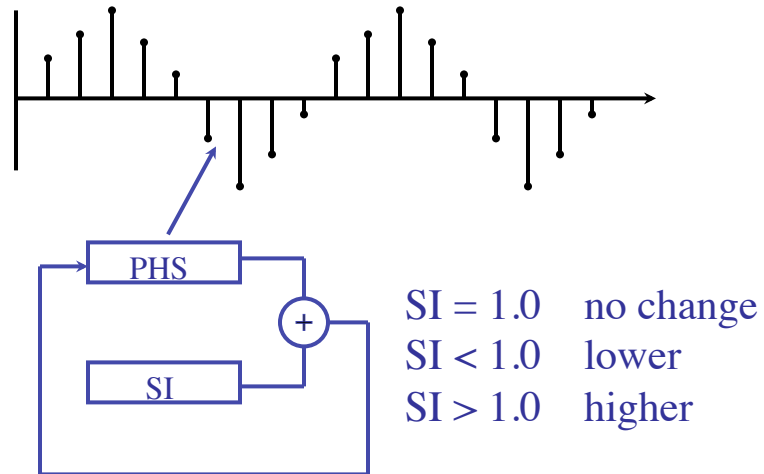 PHS
+
SI
SI = 1.0 no change
SI < 1.0 lower
SI > 1.0 higher